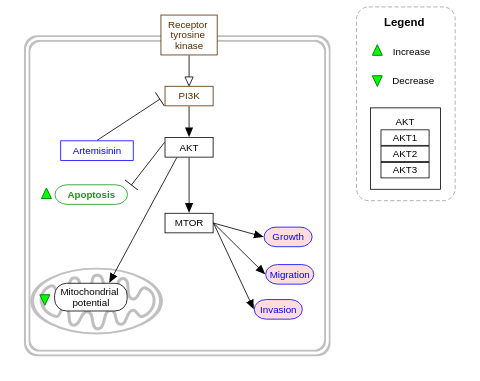 Receptor
tyrosine
kinase
PI3K
Artemisinin
AKT
Apoptosis
MTOR
Growth
Migration
Invasion
Mitochondrial
potential
Legend
Increase
Decrease
AKT
AKT1
AKT2
AKT3